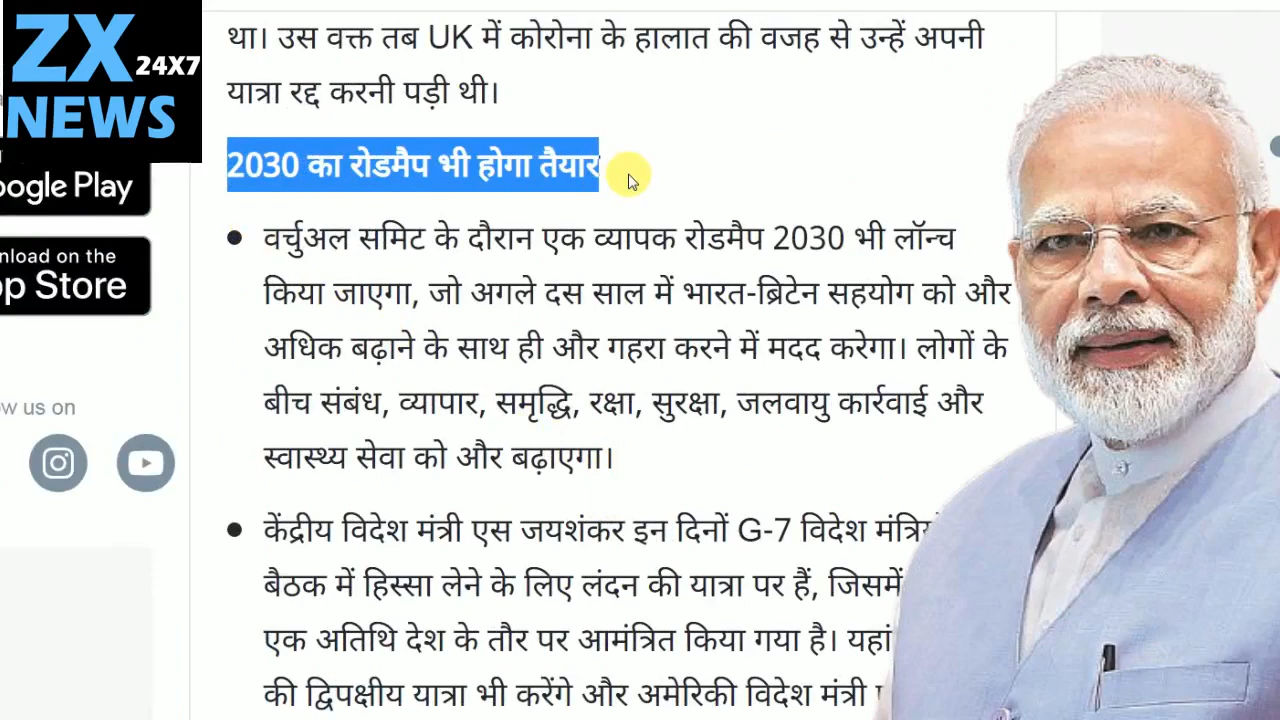 ZX
24X7
NEWS
Google Play
Download on the
App Store
था। उस वक्त तब UK में कोरोना के हालात की वजह से उन्हें अपनी
यात्रा रद्द करनी पड़ी थी।
2030 का रोडमैप भी होगा तैयार
वर्चुअल समिट के दौरान एक व्यापक रोडमैप 2030 भी लॉन्च
किया जाएगा, जो अगले दस साल में भारत-ब्रिटेन सहयोग को और
अधिक बढ़ाने के साथ ही और गहरा करने में मदद करेगा। लोगों के
बीच संबंध, व्यापार, समृद्धि, रक्षा, सुरक्षा, जलवायु कार्रवाई और
स्वास्थ्य सेवा को और बढ़ाएगा।
us on
केंद्रीय विदेश मंत्री एस जयशंकर इन दिनों G-7 विदेश
बैठक में हिस्सा लेने के लिए लंदन की यात्रा पर हैं, जिसमें
एक अतिथि देश के तौर पर आमंत्रित किया गया है। यहां
की द्विपक्षीय यात्रा भी करेंगे और अमेरिकी विदेश मंत्री